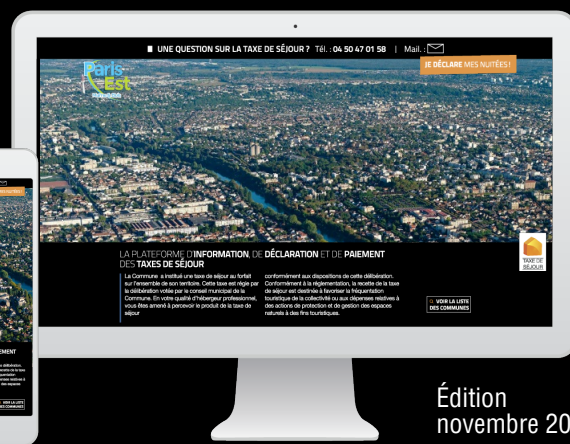 UNE QUESTION SUR LA TAXE DE SÉJOUR ? Tél. : 04 50 47 01 58 | Mail. :
JE DÉCLARE MES NUITÉES !
Paris
Est
LA PLATEFORME D'INFORMATION, DE DÉCLARATION ET DE PAIEMENT
DES TAXES DE SÉJOUR
La Commune a institué une taxe de séjour au forfait
sur l'ensemble de son territoire. Cette taxe est régie par
la délibération votée par le conseil municipal de la
Commune. En votre qualité d'hébergeur professionnel,
vous êtes amené à percevoir le produit de la taxe de
séjour
conformément aux dispositions de cette délibération.
Conformément à la réglementation, la recette de la taxe
de séjour est destinée à favoriser la fréquentation
touristique de la collectivité ou aux dépenses relatives à
des actions de protection et de gestion des espaces
naturels à des fins touristiques.
TAXE DE
SÉJOUR
VOIR LA LISTE
DES COMMUNES
EMENT
VOIR LA LISTE
DES COMMUNES
Édition
novembre 20